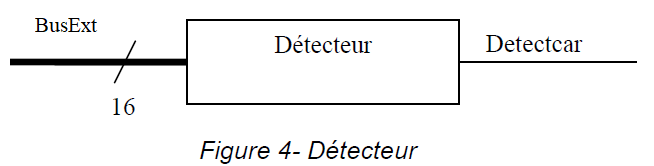 BusExt
Détecteur
Detectcar
16
Figure 4- Détecteur